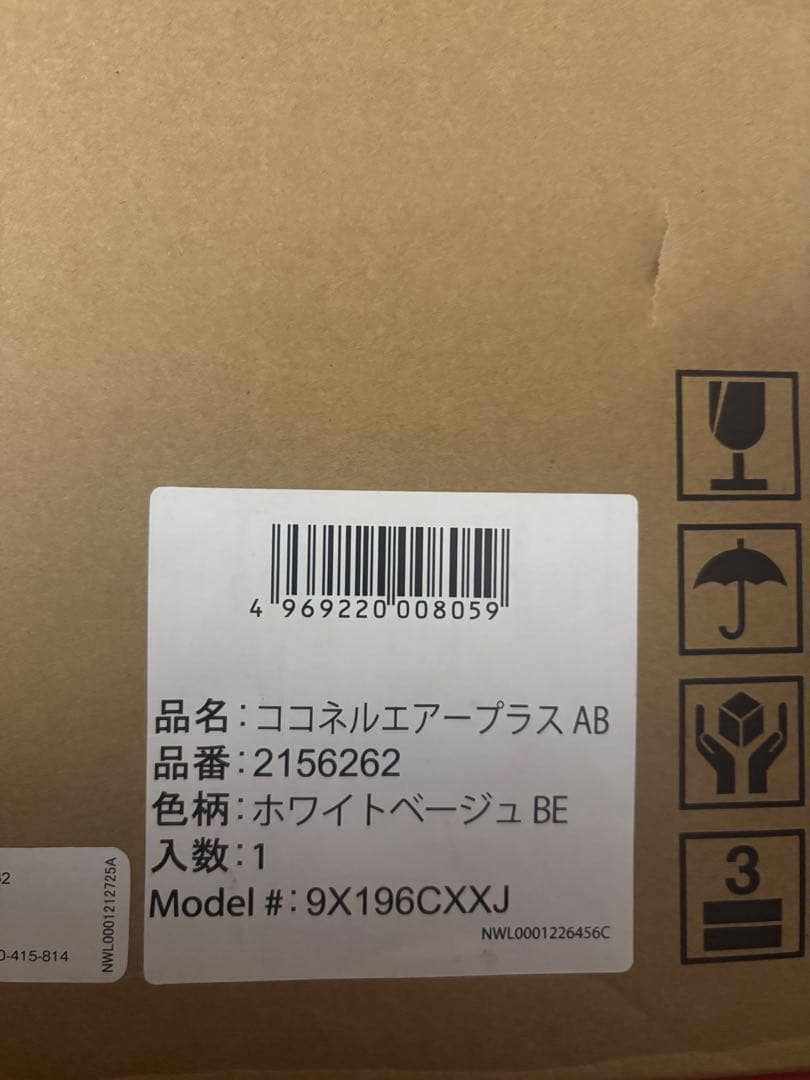 4 969220 008059
品名:ココネルエアープラス AB
品番:2156262
色柄:ホワイトベージュ BE
入数:1
Model #:9X196CXXJ
NWL0001226456C
NWL0001212725A
0-415-814
3